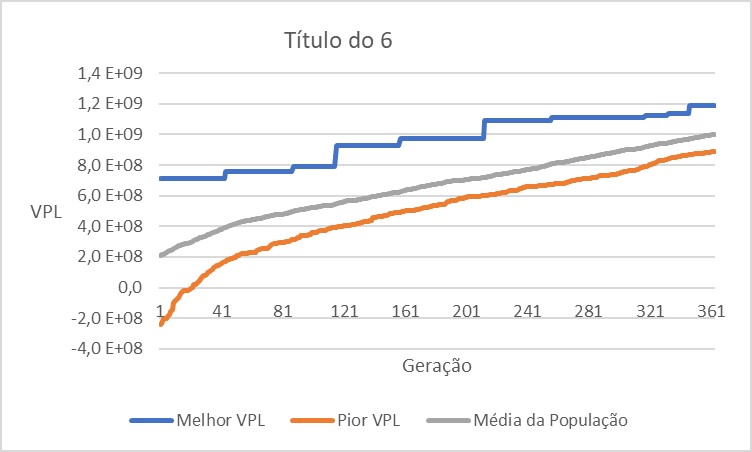 Título do 6
1,4 E+09
1,2 E+09
1,0 E+09
8,0 E+08
6,0 E+08
VPL
4,0 E+08
2,0 E+08
0,0
-2,0 E+08
-4,0 E+08
1 41 81 121 161 201 241 281 321 361
Geração
Melhor VPL Pior VPL Média da População